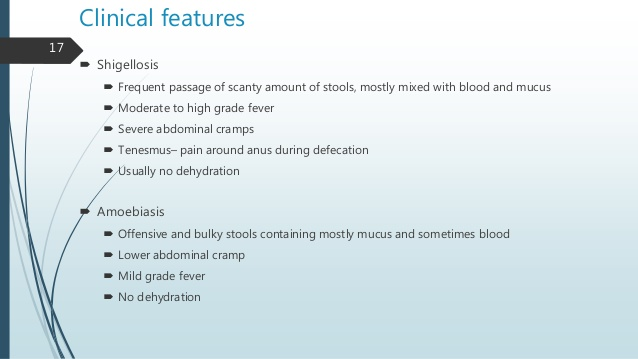 Clinical features
17
Shigellosis
Frequent passage of scanty amount of stools, mostly mixed with blood and mucus
Moderate to high grade fever
Severe abdominal cramps
Tenesmus– pain around anus during defecation
Usually no dehydration
Amoebiasis
Offensive and bulky stools containing mostly mucus and sometimes blood
Lower abdominal cramp
Mild grade fever
No dehydration